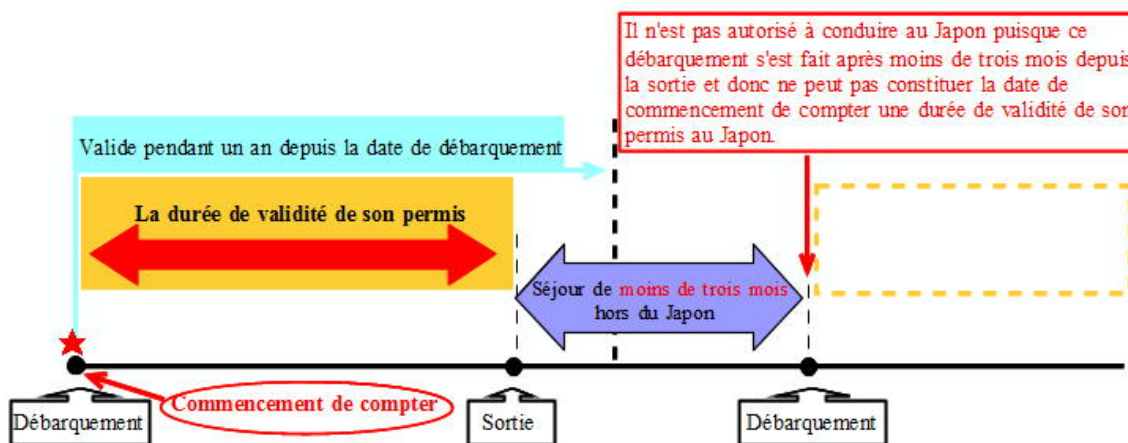 Il n'est pas autorisé à conduire au Japon puisque ce
débarquement s'est fait après moins de trois mois depuis
la sortie et donc ne peut pas constituer la date de
commencement de compter une durée de validité de son
permis au Japon.
Valide pendant un an depuis la date de débarquement
La durée de validité de son permis
Séjour de moins de trois mois
hors du Japon
Commencement de compter
Débarquement
Sortie
Débarquement